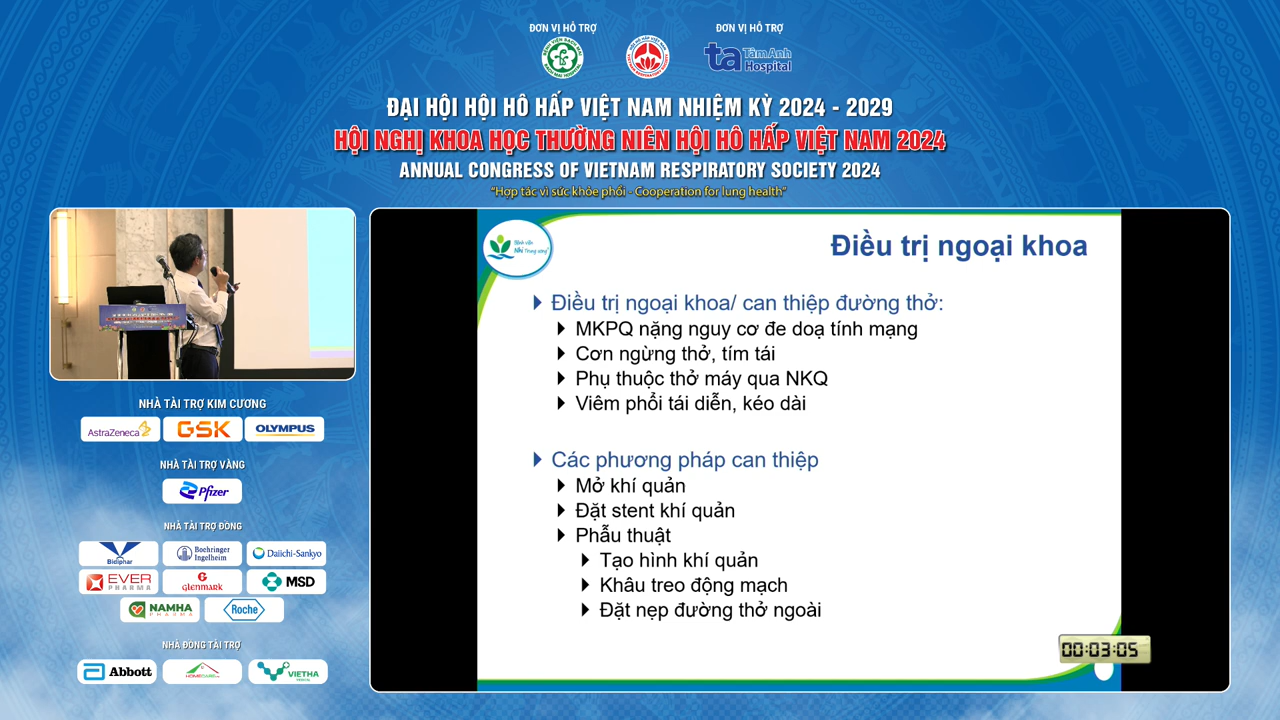 ĐƠN VỊ HỖ TRỢ
ĐƠN VỊ HỖ TRỢ
TÂM ANH
Hospital
ĐẠI HỘI HỘI HÔ HẤP VIỆT NAM NHIỆM KỲ 2024 - 2029
HỘI NGHỊ KHOA HỌC THƯỜNG NIÊN HỘI HÔ HẤP VIỆT NAM 2024
ANNUAL CONGRESS OF VIETNAM RESPIRATORY SOCIETY 2024
"Hợp tác vì sức khỏe phổi - Cooperation for lung health"
NHÀ TÀI TRỢ KIM CƯƠNG
AstraZeneca
GSK
OLYMPUS
NHÀ TÀI TRỢ VÀNG
Pfizer
NHÀ TÀI TRỢ ĐỒNG
Bidiphar
Boehringer
Ingelheim
Daiichi-Sankyo
EVER
PHARMA
GLENMARK
MSD
NAMHA
PHARMA
Roche
NHÀ ĐỒNG TÀI TRỢ
Abbott
VIETHA
Bệnh viện
Nhi Trung ương
Điều trị ngoại khoa
Điều trị ngoại khoa/ can thiệp đường thở:
MKPQ nặng nguy cơ đe doạ tính mạng
Cơn ngừng thở, tím tái
Phụ thuộc thở máy qua NKQ
Viêm phổi tái diễn, kéo dài
Các phương pháp can thiệp
Mở khí quản
Đặt stent khí quản
Phẫu thuật
Tạo hình khí quản
Khâu treo động mạch
Đặt nẹp đường thở ngoài
00:03:05